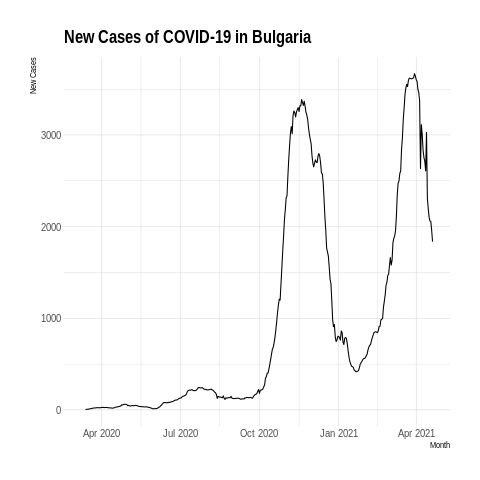 New Cases of COVID-19 in Bulgaria
New Cases
3000
2000
1000
0
Apr 2020
Jul 2020
Oct 2020
Jan 2021
Apr 2021
Month